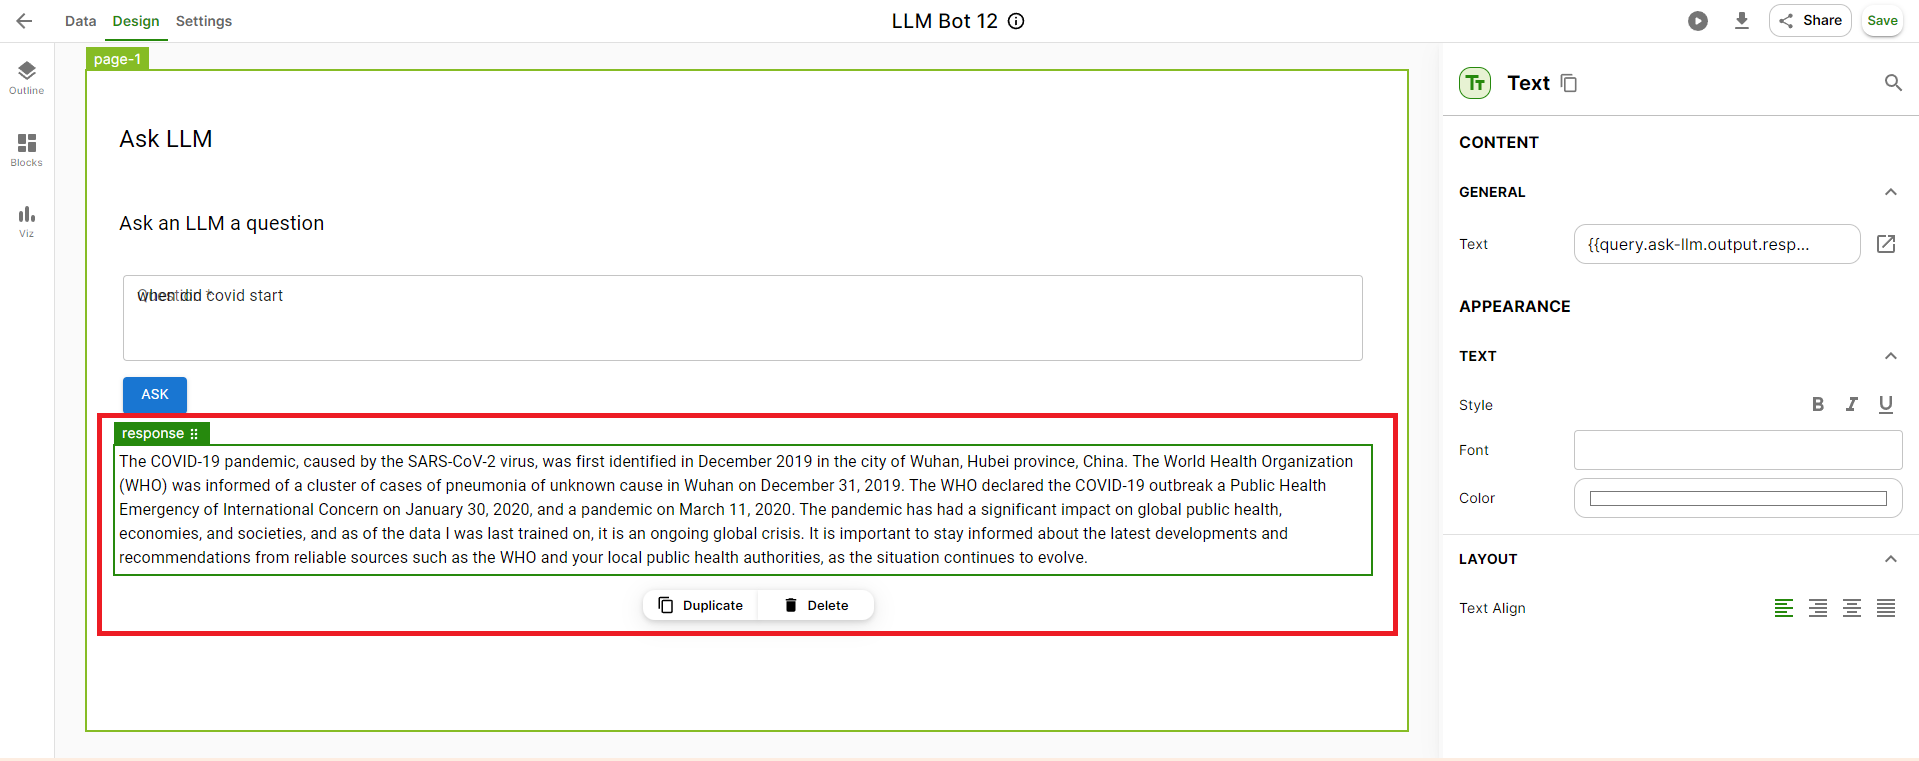 Data Design Settings
LLM Bot 12
Share
Save
Outline
Blocks
Viz
page-1
Ask LLM
Ask an LLM a question
Question *
when did covid start
ASK
response
The COVID-19 pandemic, caused by the SARS-CoV-2 virus, was first identified in December 2019 in the city of Wuhan, Hubei province, China. The World Health Organization
(WHO) was informed of a cluster of cases of pneumonia of unknown cause in Wuhan on December 31, 2019. The WHO declared the COVID-19 outbreak a Public Health
Emergency of International Concern on January 30, 2020, and a pandemic on March 11, 2020. The pandemic has had a significant impact on global public health,
economies, and societies, and as of the data I was last trained on, it is an ongoing global crisis. It is important to stay informed about the latest developments and
recommendations from reliable sources such as the WHO and your local public health authorities, as the situation continues to evolve.
Duplicate
Delete
Text
CONTENT
GENERAL
Text {{query.ask-llm.output.resp...
APPEARANCE
TEXT
Style B I U
Font
Color
LAYOUT
Text Align